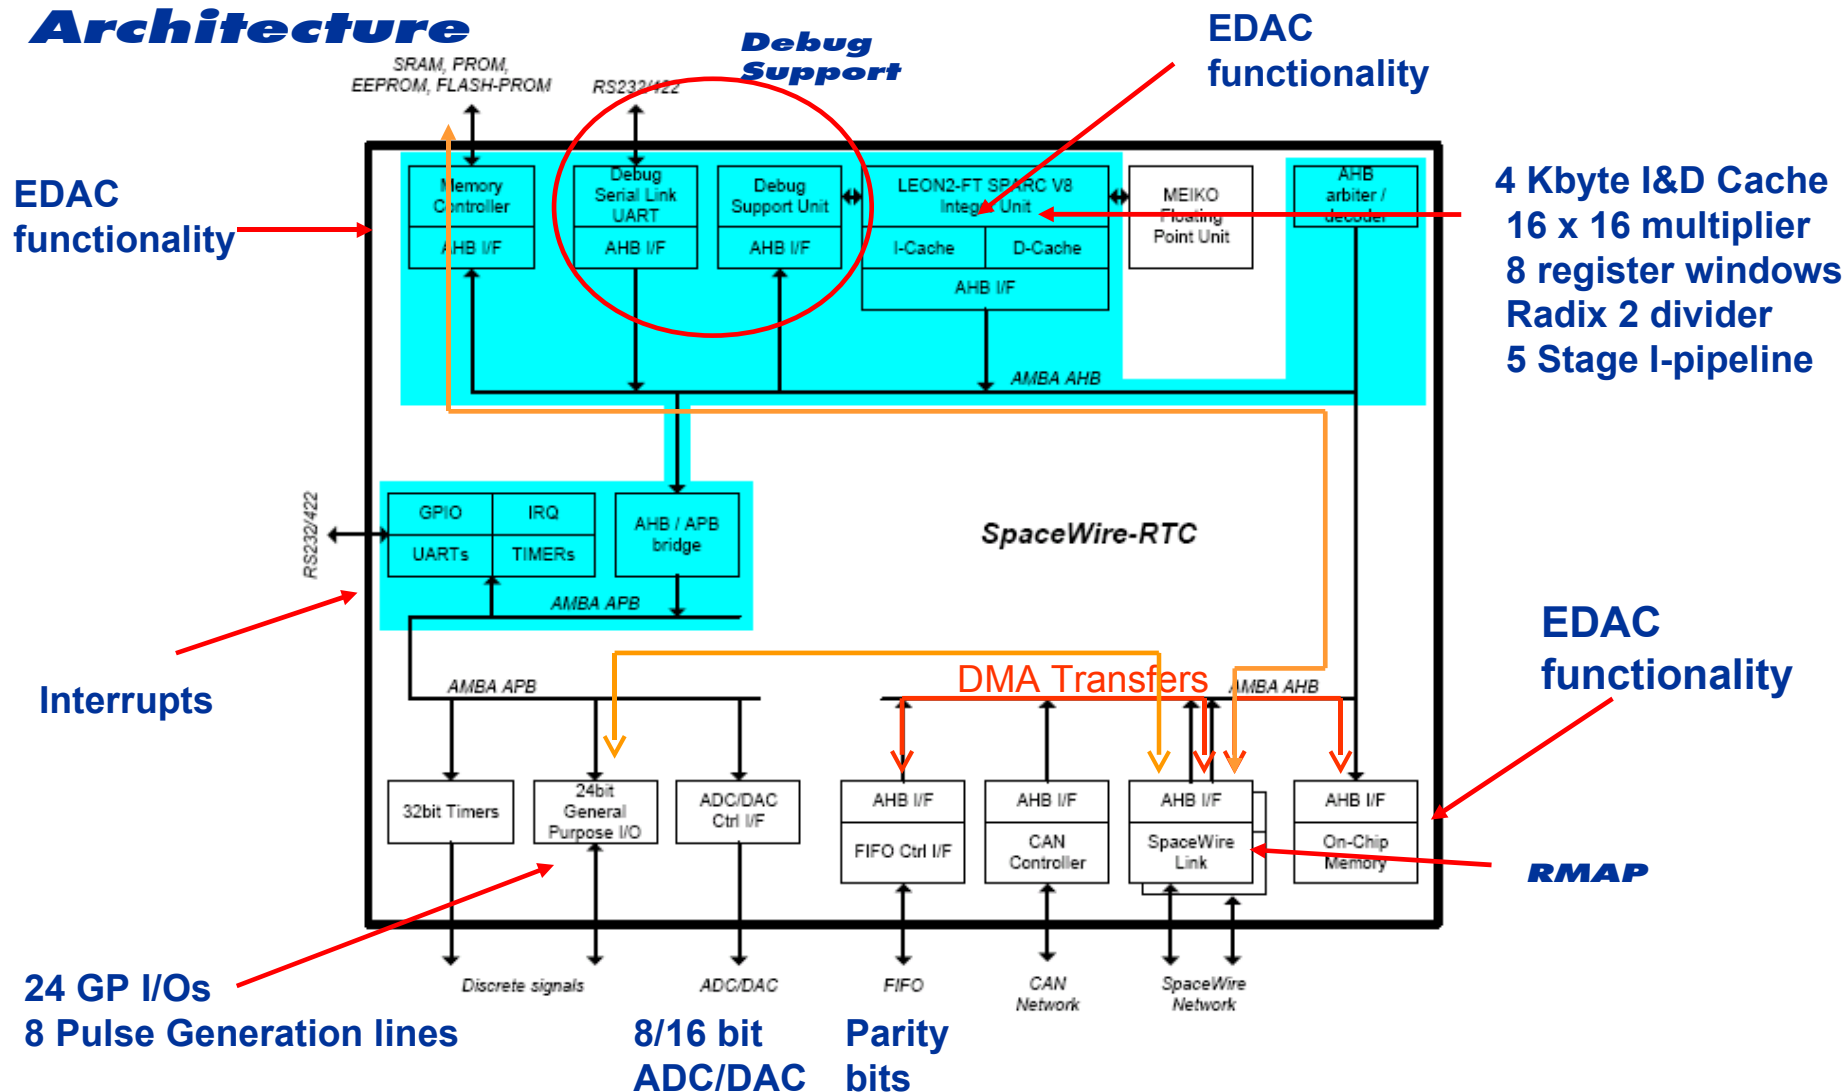 Architecture
SRAM, PROM,
EEPROM, FLASH-PROM
RS232/422
Debug
Support
EDAC
functionality
EDAC
functionality
Memory
Controller
AHB I/F
Debug
Serial Link
UART
AHB I/F
Debug
Support Unit
AHB I/F
LEON2-FT SPARC V8
Integer Unit
I-Cache
D-Cache
AHB I/F
MEIKO
Floating
Point Unit
AHB
arbiter /
decoder
4 Kbyte I&D Cache
16 x 16 multiplier
8 register windows
Radix 2 divider
5 Stage I-pipeline
AMBA AHB
RS232/422
GPIO
IRQ
UARTs
TIMERs
AHB / APB
bridge
AMBA APB
SpaceWire-RTC
Interrupts
EDAC
functionality
AMBA APB
DMA Transfers
AMBA AHB
32bit Timers
24bit
General
Purpose I/O
ADC/DAC
Ctrl I/F
AHB I/F
FIFO Ctrl I/F
AHB I/F
CAN
Controller
AHB I/F
SpaceWire
Link
AHB I/F
On-Chip
Memory
RMAP
Discrete signals
ADC/DAC
FIFO
CAN
Network
SpaceWire
Network
24 GP I/Os
8 Pulse Generation lines
8/16 bit
ADC/DAC
Parity
bits